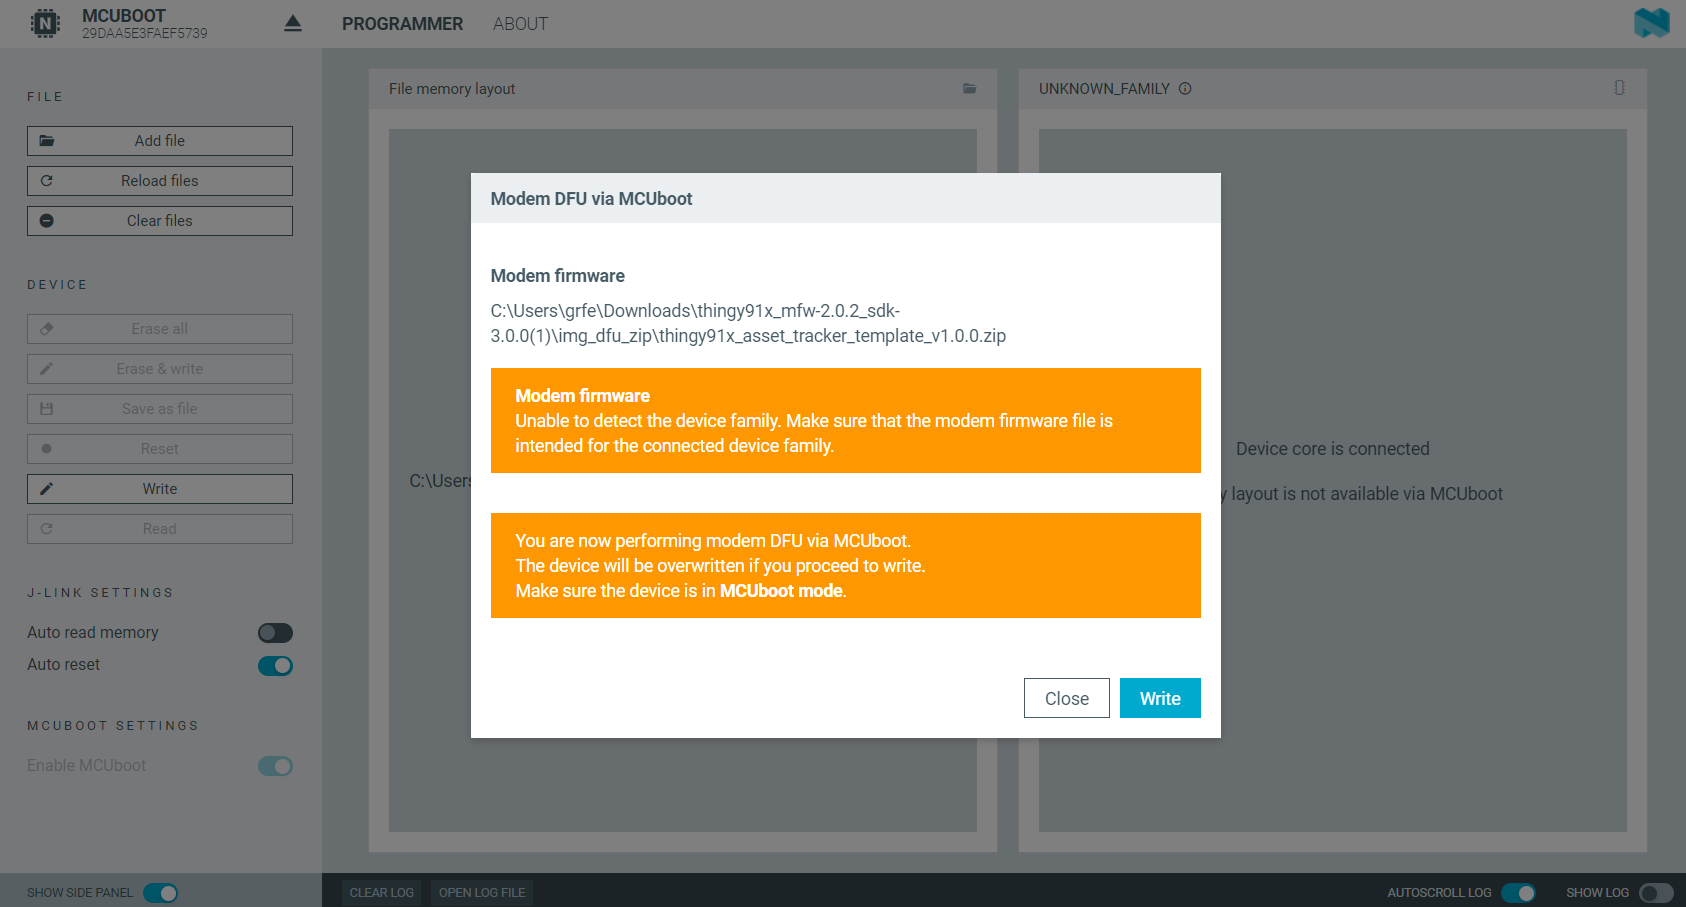 MCUBOOT
29DAA5E3FAEF5739
PROGRAMMER
ABOUT
FILE
Add file
Reload files
Clear files
DEVICE
Erase all
Erase & write
Save as file
Reset
Write
Read
J-LINK SETTINGS
Auto read memory
Auto reset
MCUBOOT SETTINGS
Enable MCUboot
SHOW SIDE PANEL
File memory layout
C:\Users
UNKNOWN_FAMILY
Device core is connected
y layout is not available via MCUboot
Modem DFU via MCUboot
Modem firmware
C:\Users\grfe\Downloads\thingy91x_mfw-2.0.2_sdk-
3.0.0(1)\img_dfu_zip\thingy91x_asset_tracker_template_v1.0.0.zip
Modem firmware
Unable to detect the device family. Make sure that the modem firmware file is
intended for the connected device family.
You are now performing modem DFU via MCUboot.
The device will be overwritten if you proceed to write.
Make sure the device is in MCUboot mode.
Close
Write
CLEAR LOG
OPEN LOG FILE
AUTOSCROLL LOG
SHOW LOG